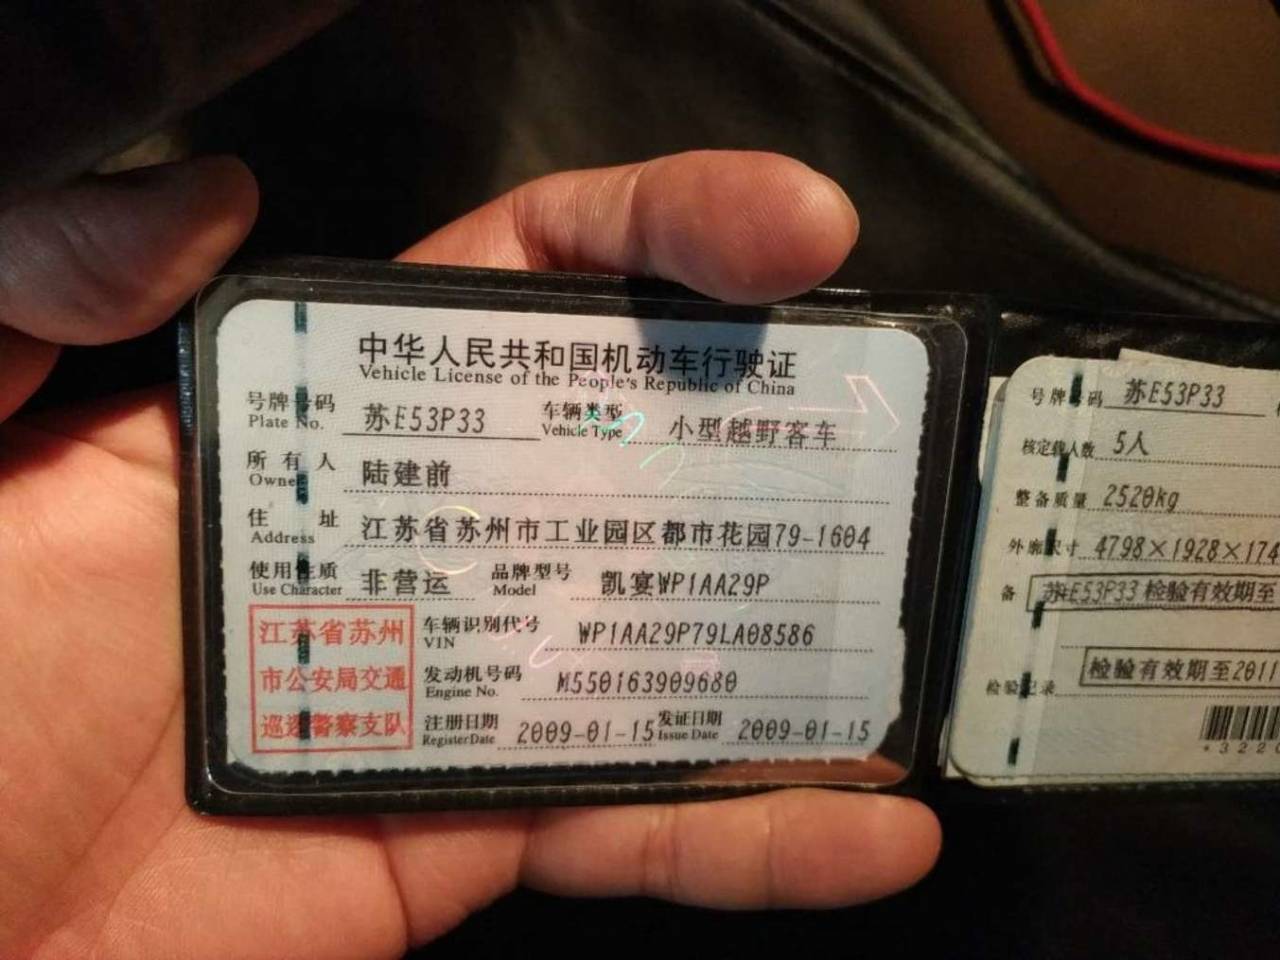 中华人民共和国机动车行驶证
Vehicle License of the People's Republic of China
号牌号码 苏E53P33 车辆类型 小型越野客车
Plate No. Vehicle Type
所有人 陆建前
Owner
住址 江苏省苏州市工业园区都市花园79-1604
Address
使用性质 非营运 品牌型号 凯宴WP1AA29P
Use Character Model
江苏省苏州
市公安局交通
巡逻警察支队
车辆识别代号 WP1AA29P79LA08586
VIN
发动机号码 M550163909680
Engine No.
注册日期 2009-01-15 发证日期 2009-01-15
Register Date Issue Date
号牌号码 苏E53P33
核定载人数 5人
整备质量 2520kg
外廓尺寸 4798×1928×174
备 苏E53P33 检验有效期至
检验有效期至2011
检验记录
*322